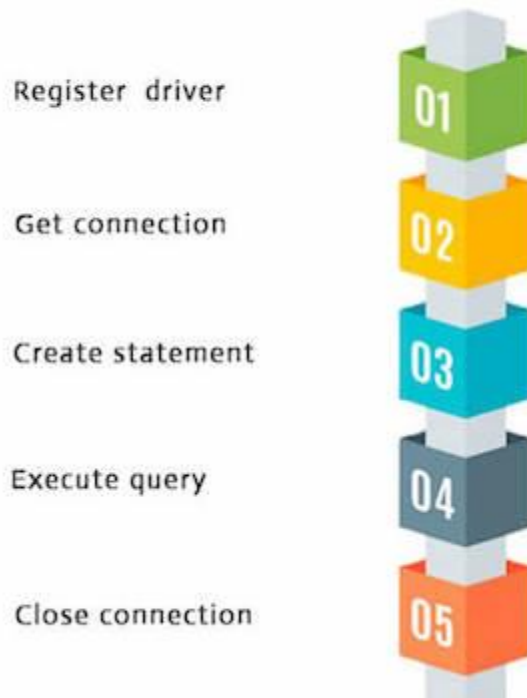 Register driver
01
Get connection
02
Create statement
03
Execute query
04
Close connection
05